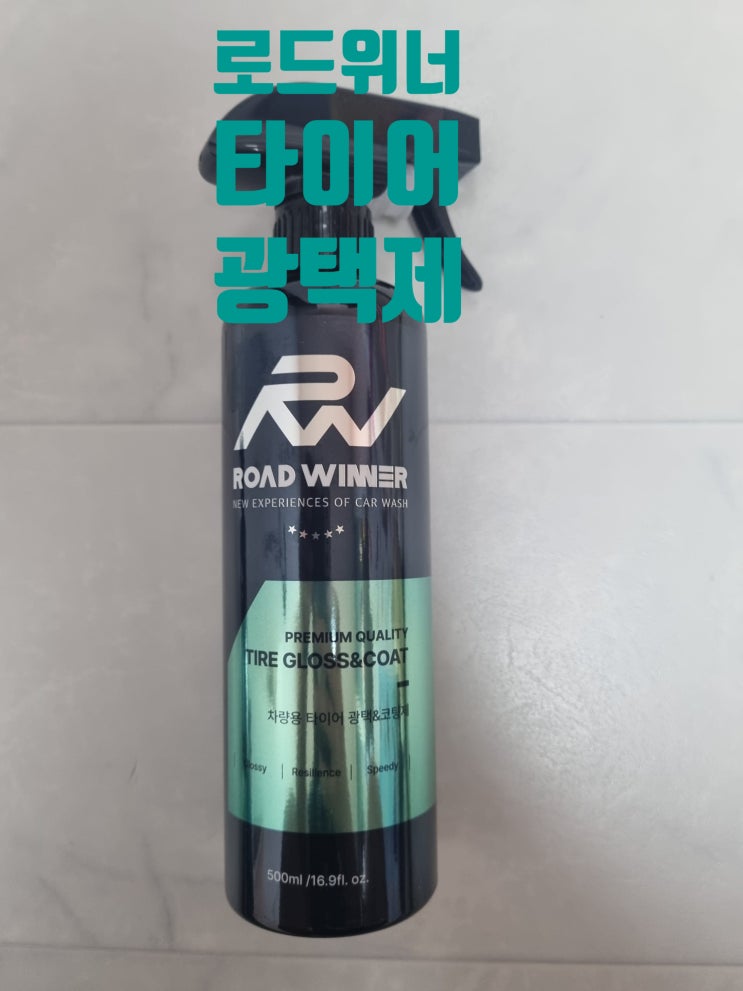 로드위너
타이어
광택제
RW
ROAD WINNER
NEW EXPERIENCES OF CAR WASH
PREMIUM QUALITY
TIRE GLOSS&COAT
차량용 타이어 광택&코팅제
Glossy | Resilience | Speedy
500ml /16.9fl. oz.